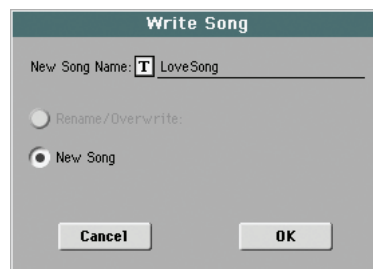 Write Song
New Song Name: T LoveSong
Rename/Overwrite:
New Song
Cancel OK